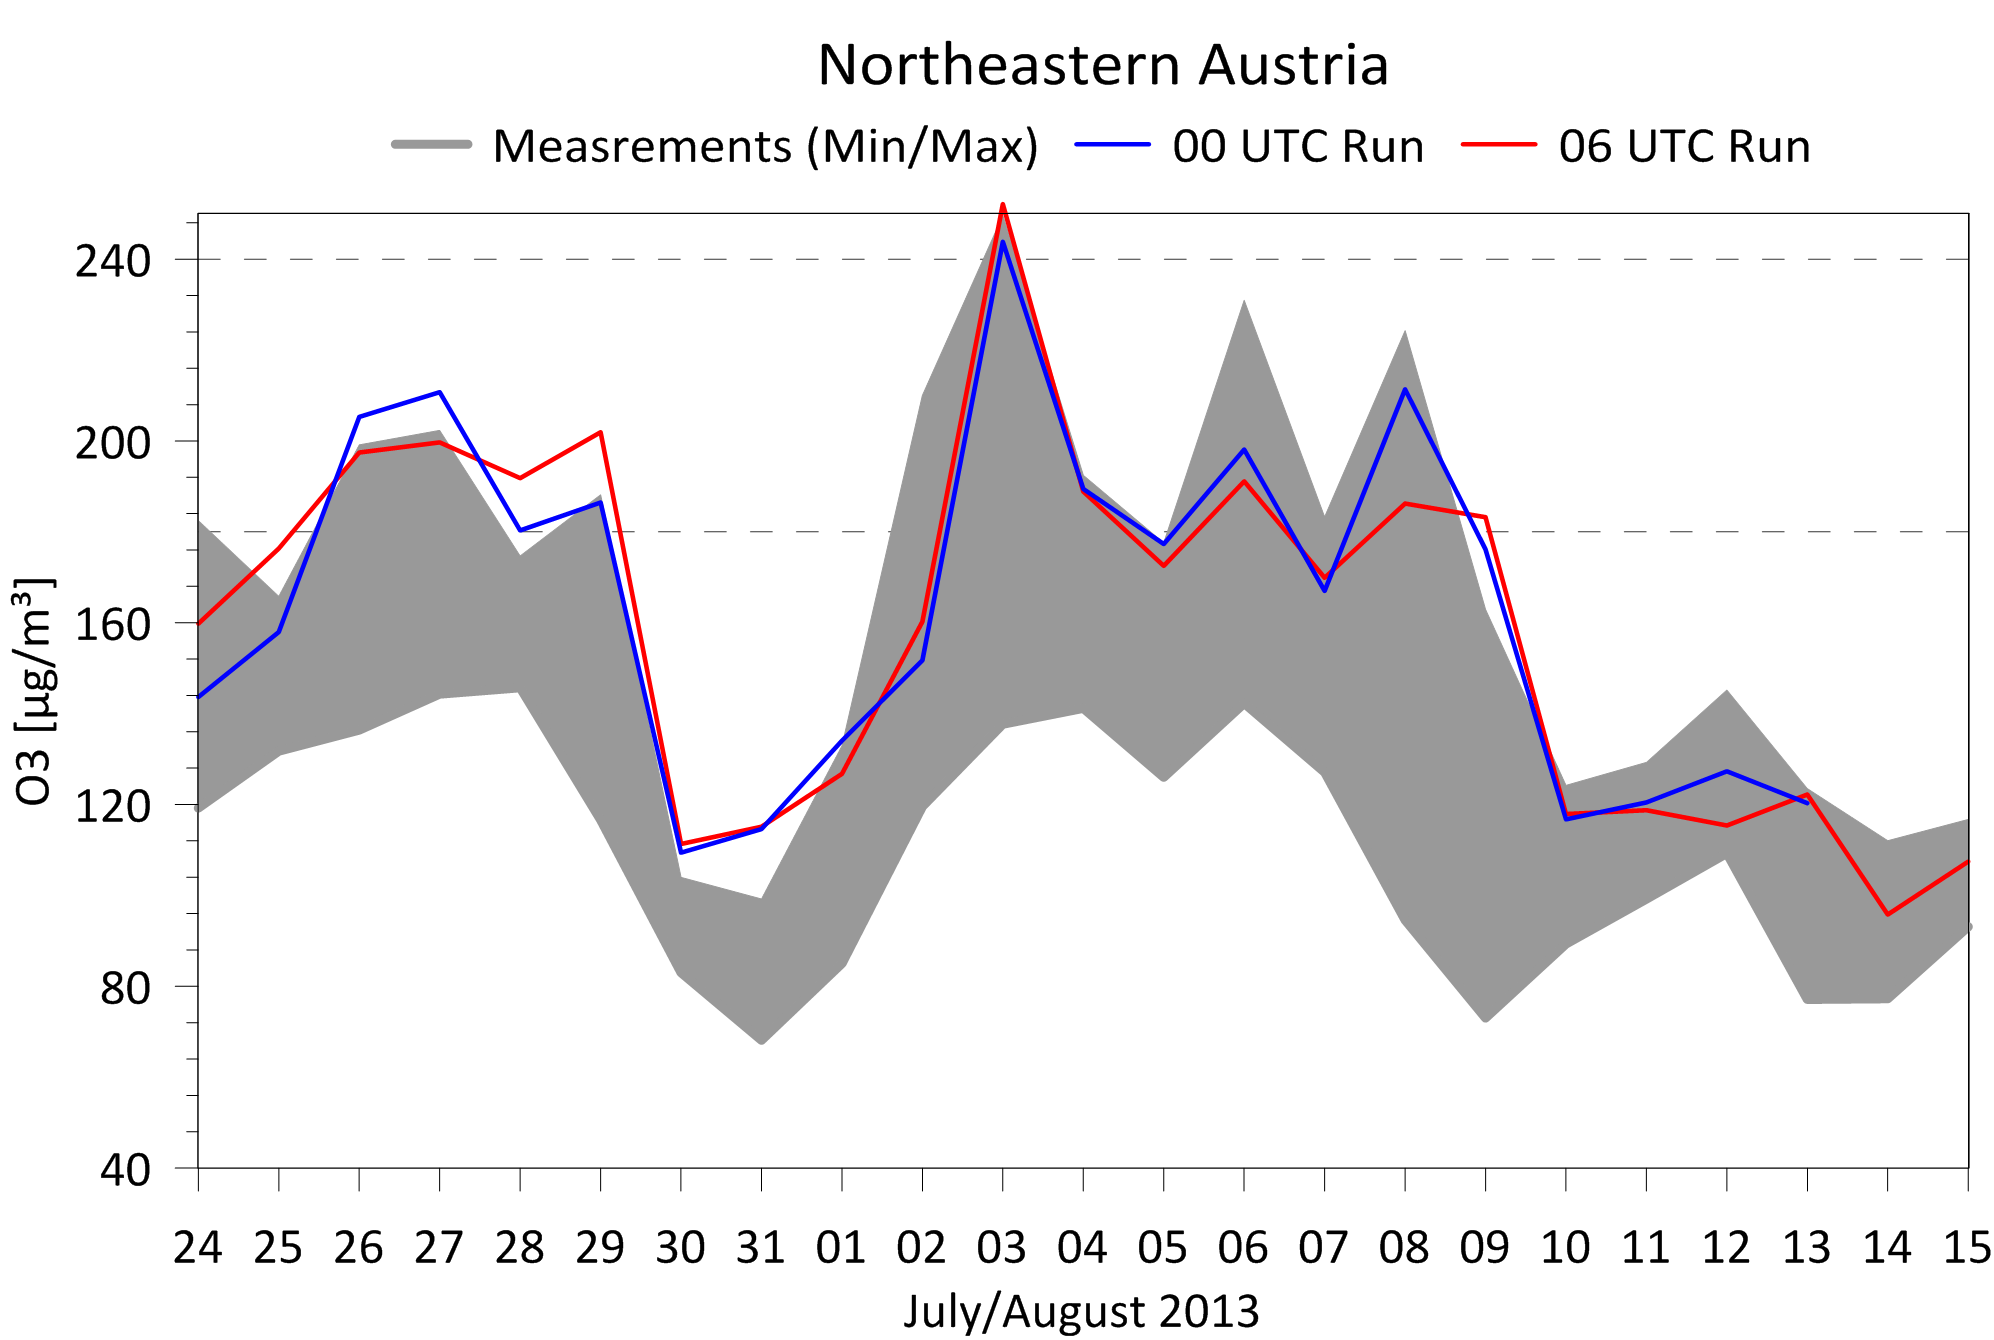 Northeastern Austria
Measrements (Min/Max) 00 UTC Run 06 UTC Run
240
200
160
120
80
40
O3 [µg/m³]
24 25 26 27 28 29 30 31 01 02 03 04 05 06 07 08 09 10 11 12 13 14 15
July/August 2013